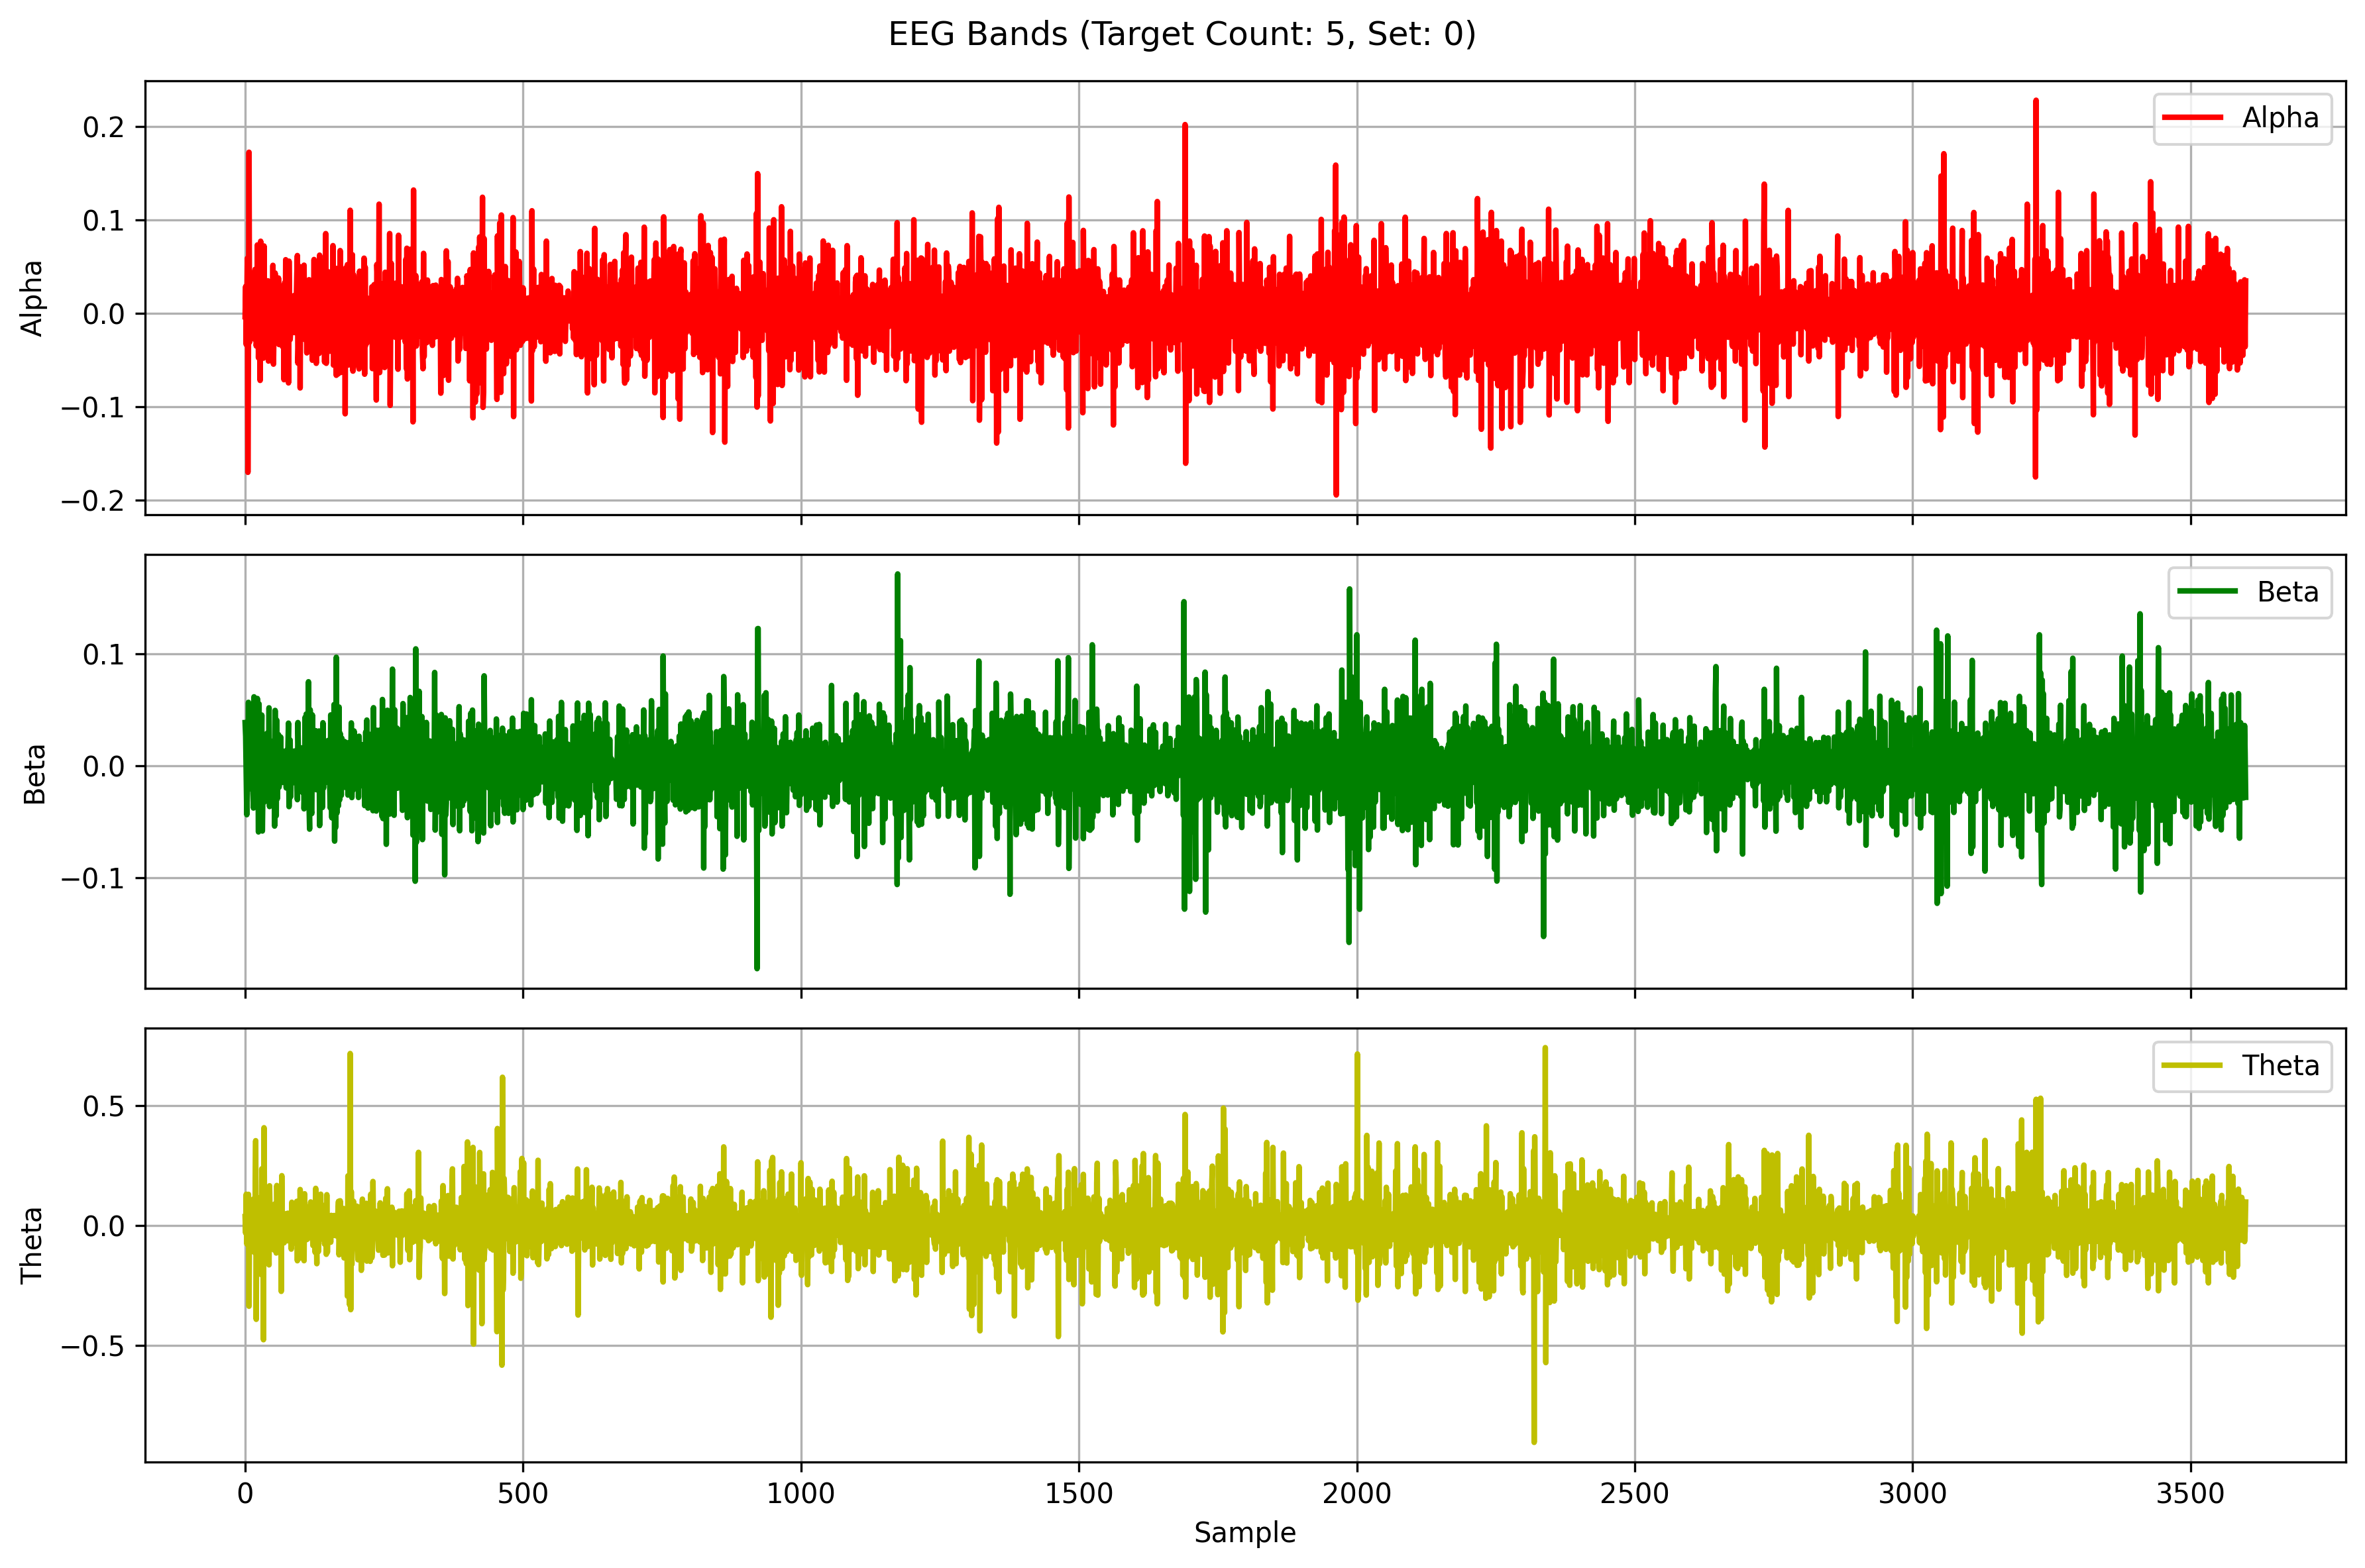 EEG Bands (Target Count: 5, Set: 0)
Alpha
0.2
0.1
0.0
−0.1
−0.2
Alpha
Beta
0.1
0.0
−0.1
Beta
Theta
0.5
0.0
−0.5
Theta
0 500 1000 1500 2000 2500 3000 3500
Sample